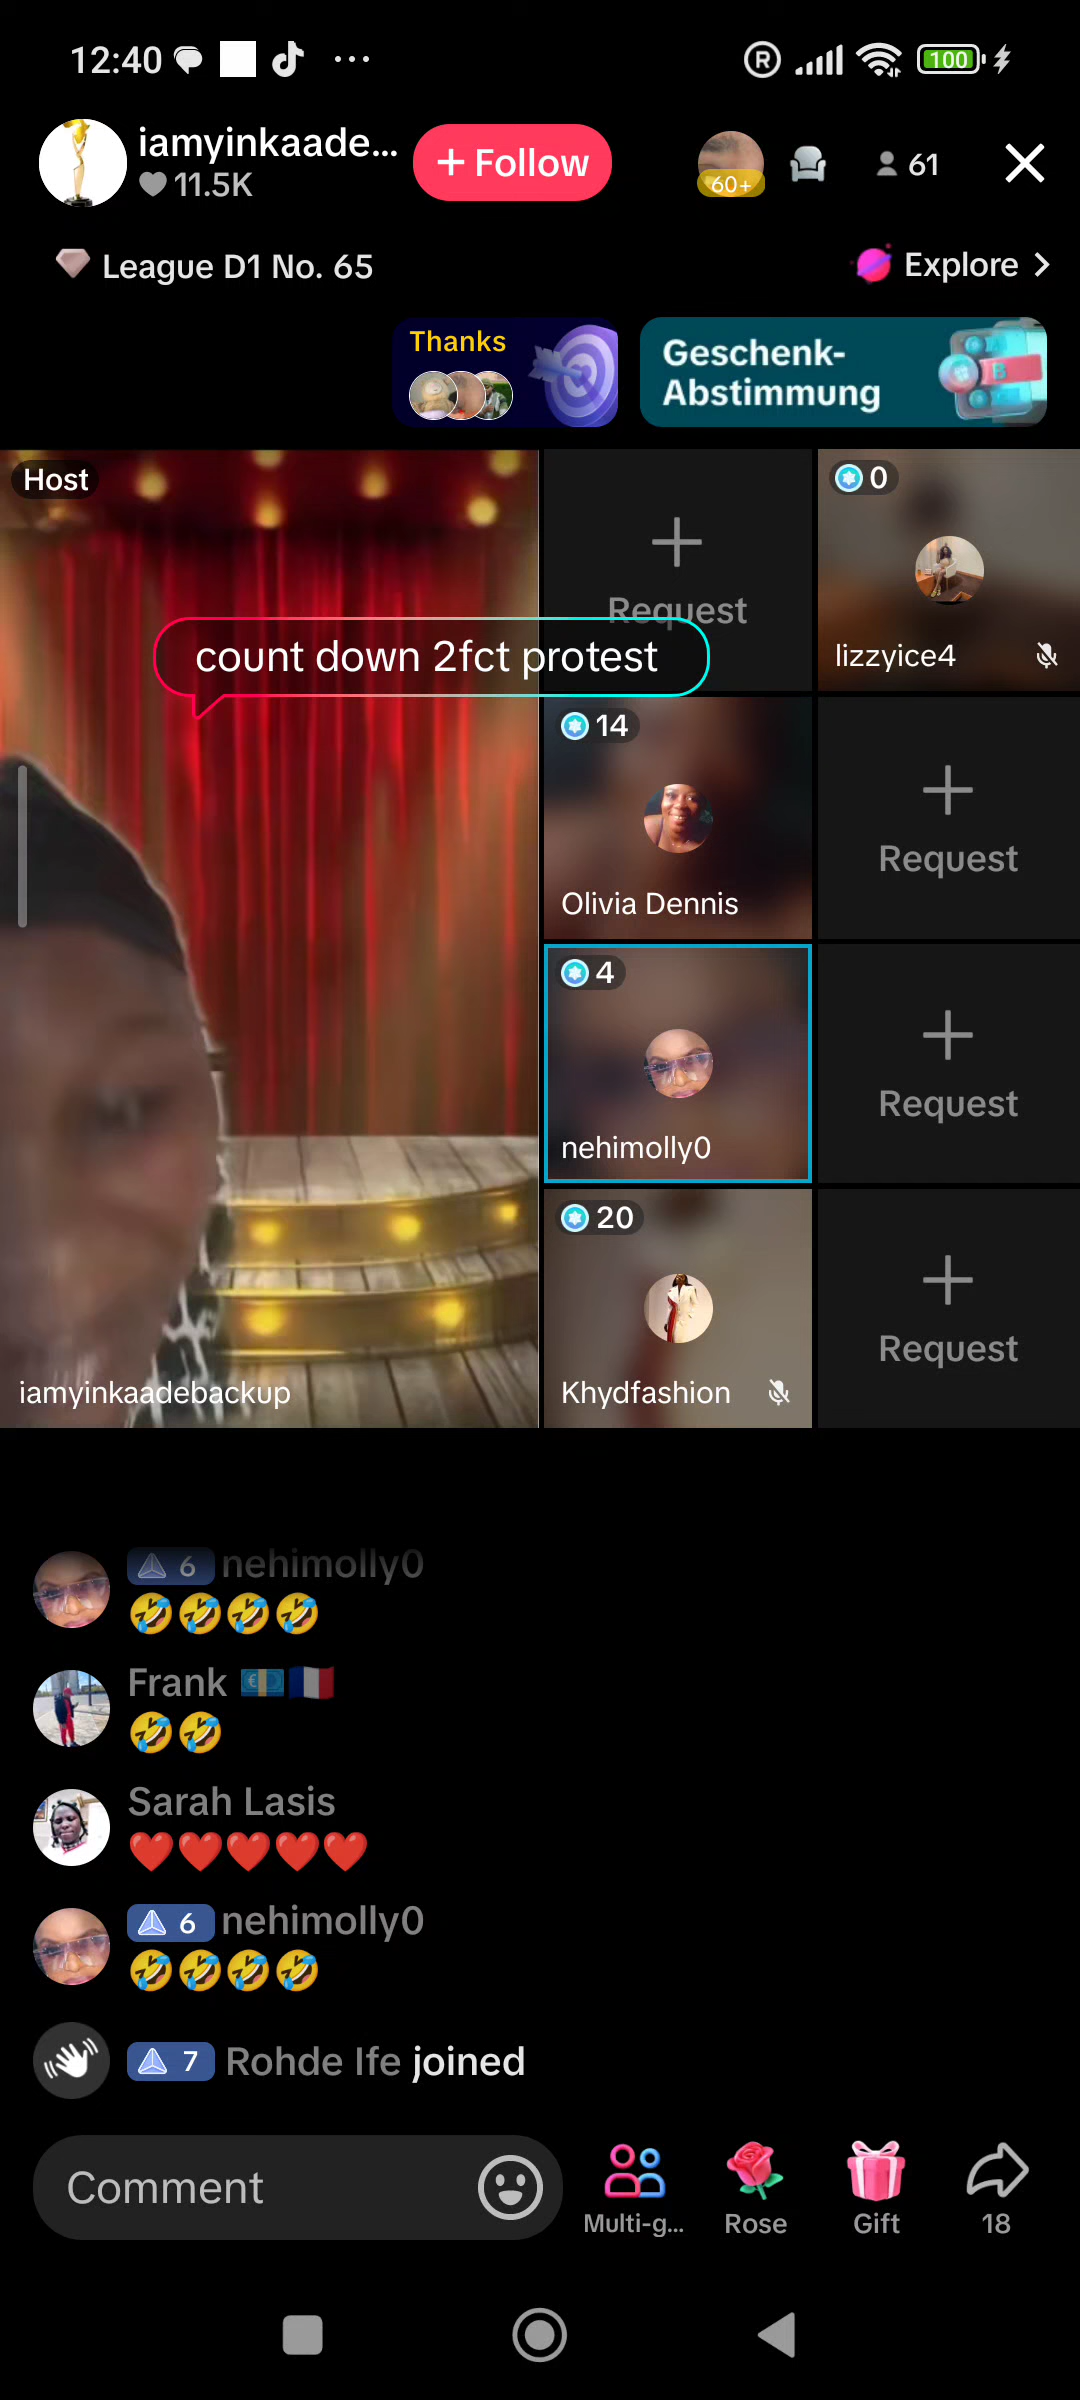 12:40
100
iamyinkaade...
11.5K
+ Follow
60+
61
League D1 No. 65
Explore >
Thanks
Geschenk-
Abstimmung
Host
Request
0
count down 2fct protest
lizzyice4
14
Request
Olivia Dennis
4
Request
nehimolly0
20
Request
iamyinkaadebackup
Khydfashion
6 nehimolly0
🤣🤣🤣🤣
Frank 💶🇫🇷
🤣🤣
Sarah Lasis
❤️❤️❤️❤️❤️
6 nehimolly0
🤣🤣🤣🤣
7 Rohde Ife joined
Comment
Multi-g...
Rose
Gift
18